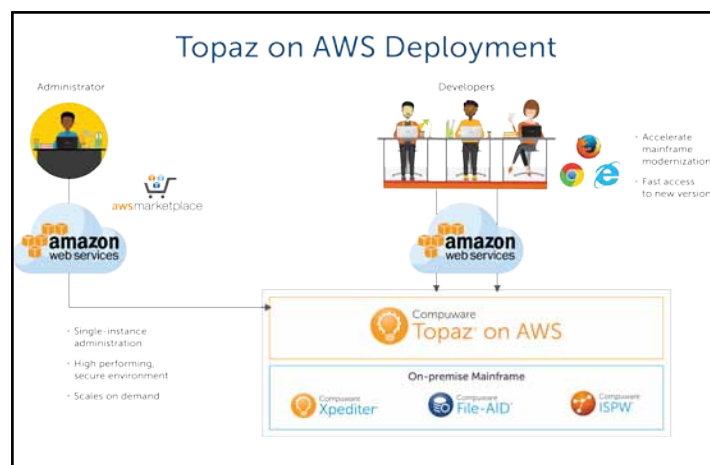 Topaz on AWS Deployment
Administrator
Developers
· Accelerate
mainframe
modernization
· Fast access
to new version
awsmarketplace
amazon
web services
amazon
web services
Compuware
Topaz® on AWS
· Single-instance
administration
· High performing,
secure environment
· Scales on demand
On-premise Mainframe
Compuware
Xpediter
Compuware
File-AID
Compuware
ISPW